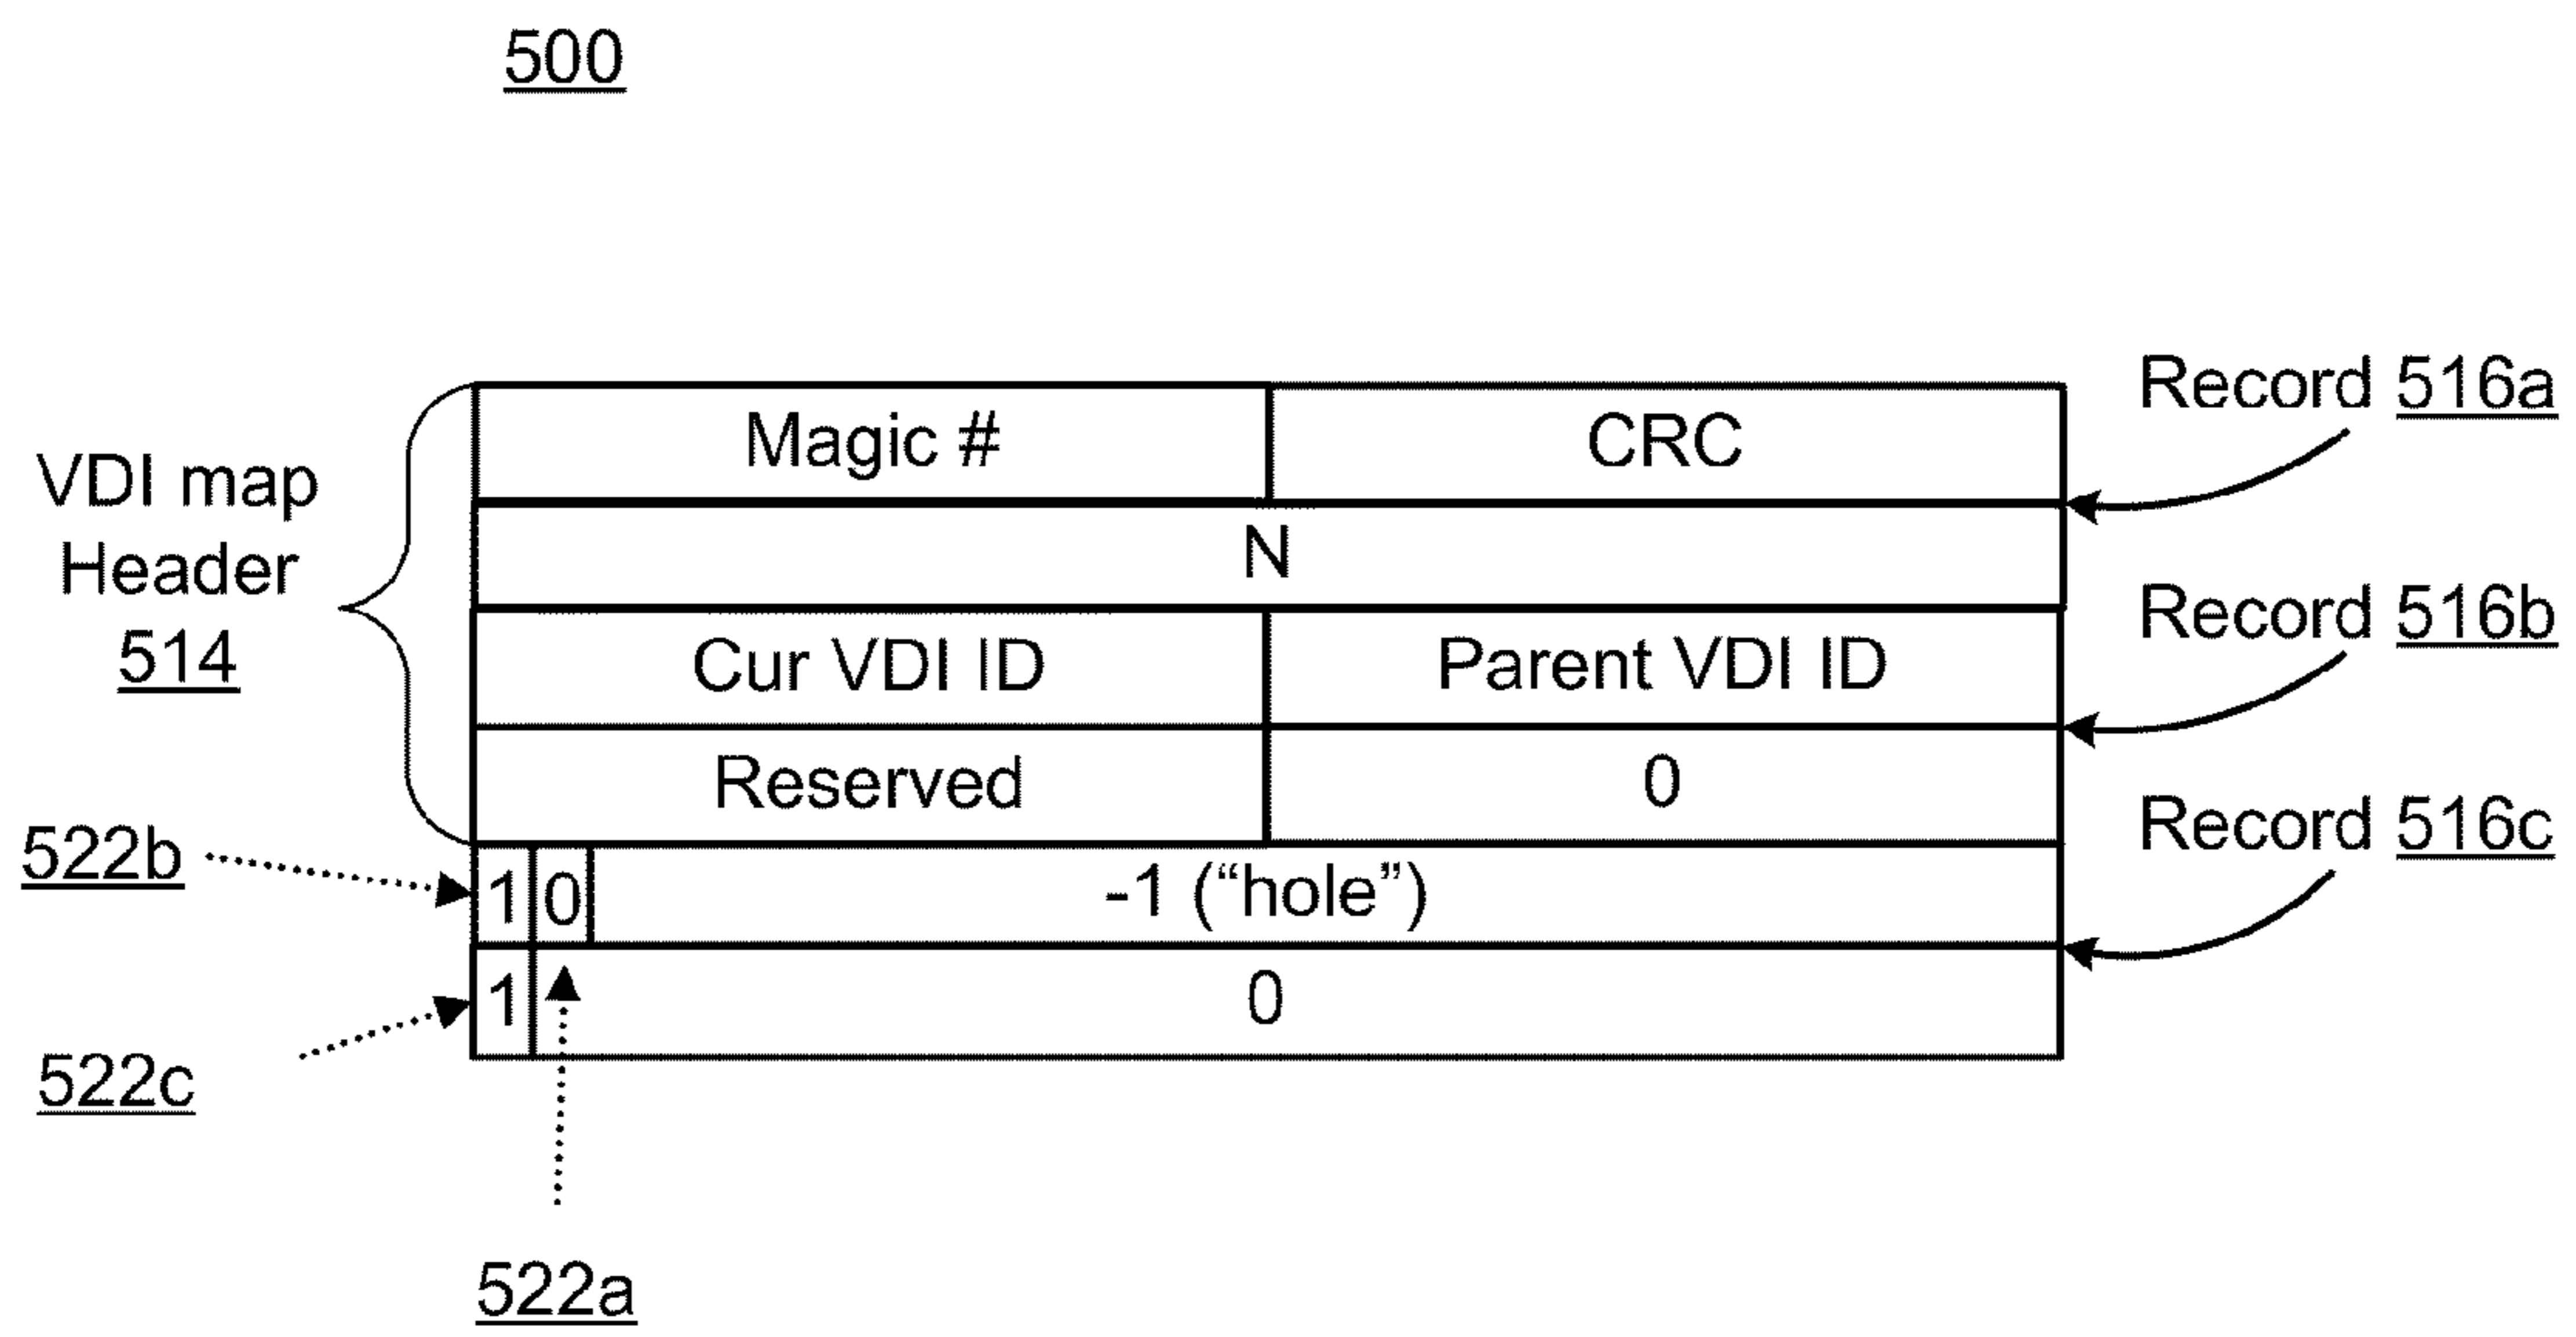 500
Record 516a
Magic # CRC
VDI map
Header
514
N
Record 516b
Cur VDI ID Parent VDI ID
Reserved 0
Record 516c
522b
1 0 -1 (“hole”)
1 0
522c
522a